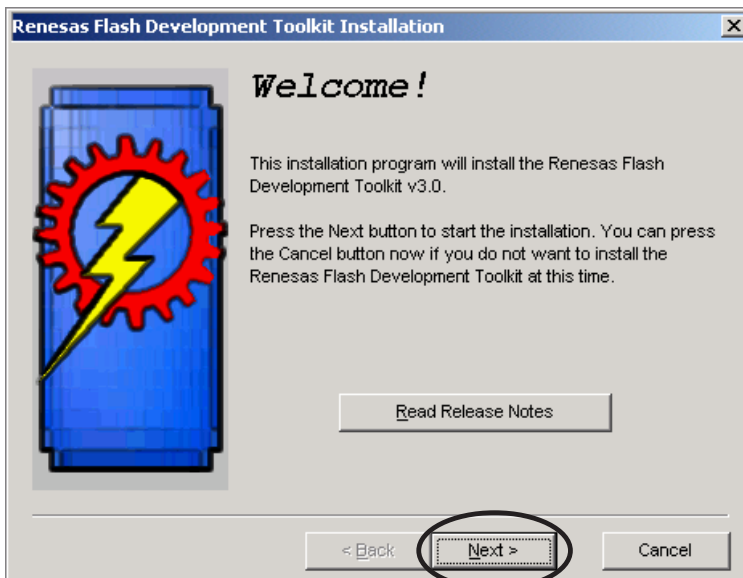 Renesas Flash Development Toolkit Installation
Welcome!
This installation program will install the Renesas Flash
Development Toolkit v3.0.
Press the Next button to start the installation. You can press
the Cancel button now if you do not want to install the
Renesas Flash Development Toolkit at this time.
Read Release Notes
< Back
Next >
Cancel